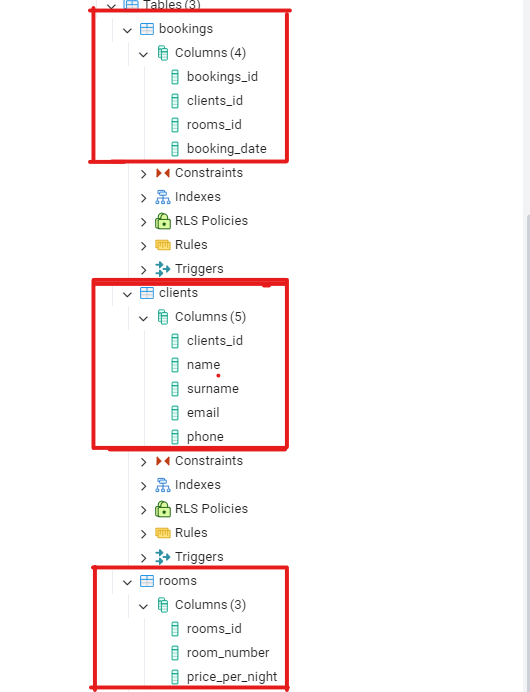 Tables (3)
bookings
Columns (4)
bookings_id
clients_id
rooms_id
booking_date
Constraints
Indexes
RLS Policies
Rules
Triggers
clients
Columns (5)
clients_id
name
surname
email
phone
Constraints
Indexes
RLS Policies
Rules
Triggers
rooms
Columns (3)
rooms_id
room_number
price_per_night